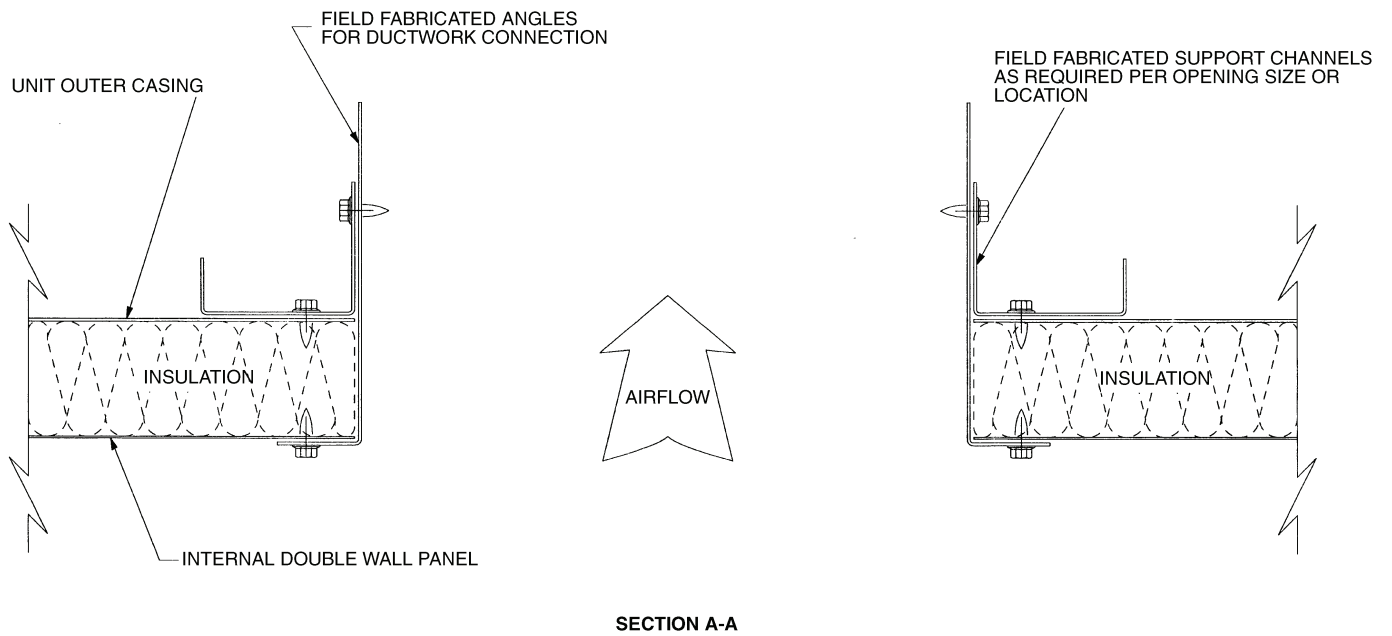 FIELD FABRICATED ANGLES
FOR DUCTWORK CONNECTION
UNIT OUTER CASING
FIELD FABRICATED SUPPORT CHANNELS
AS REQUIRED PER OPENING SIZE OR
LOCATION
INSULATION
AIRFLOW
INSULATION
INTERNAL DOUBLE WALL PANEL
SECTION A-A